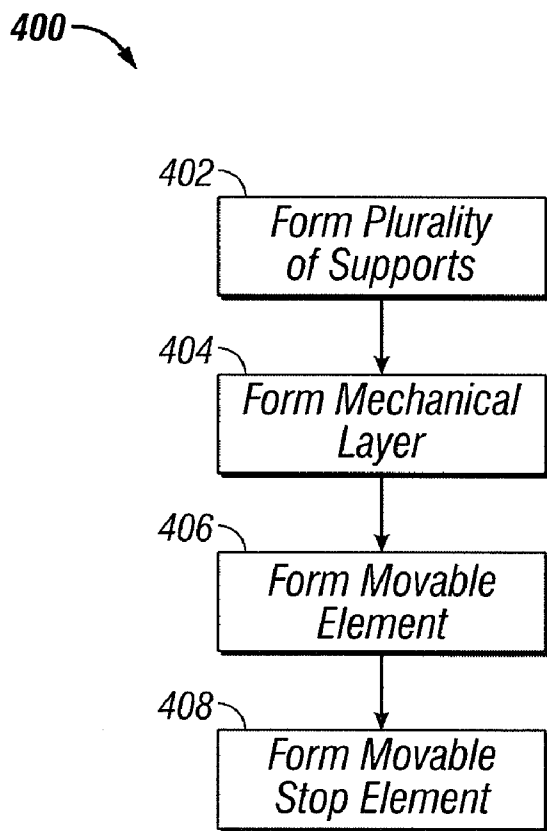 400
402
Form Plurality
of Supports
404
Form Mechanical
Layer
406
Form Movable
Element
408
Form Movable
Stop Element